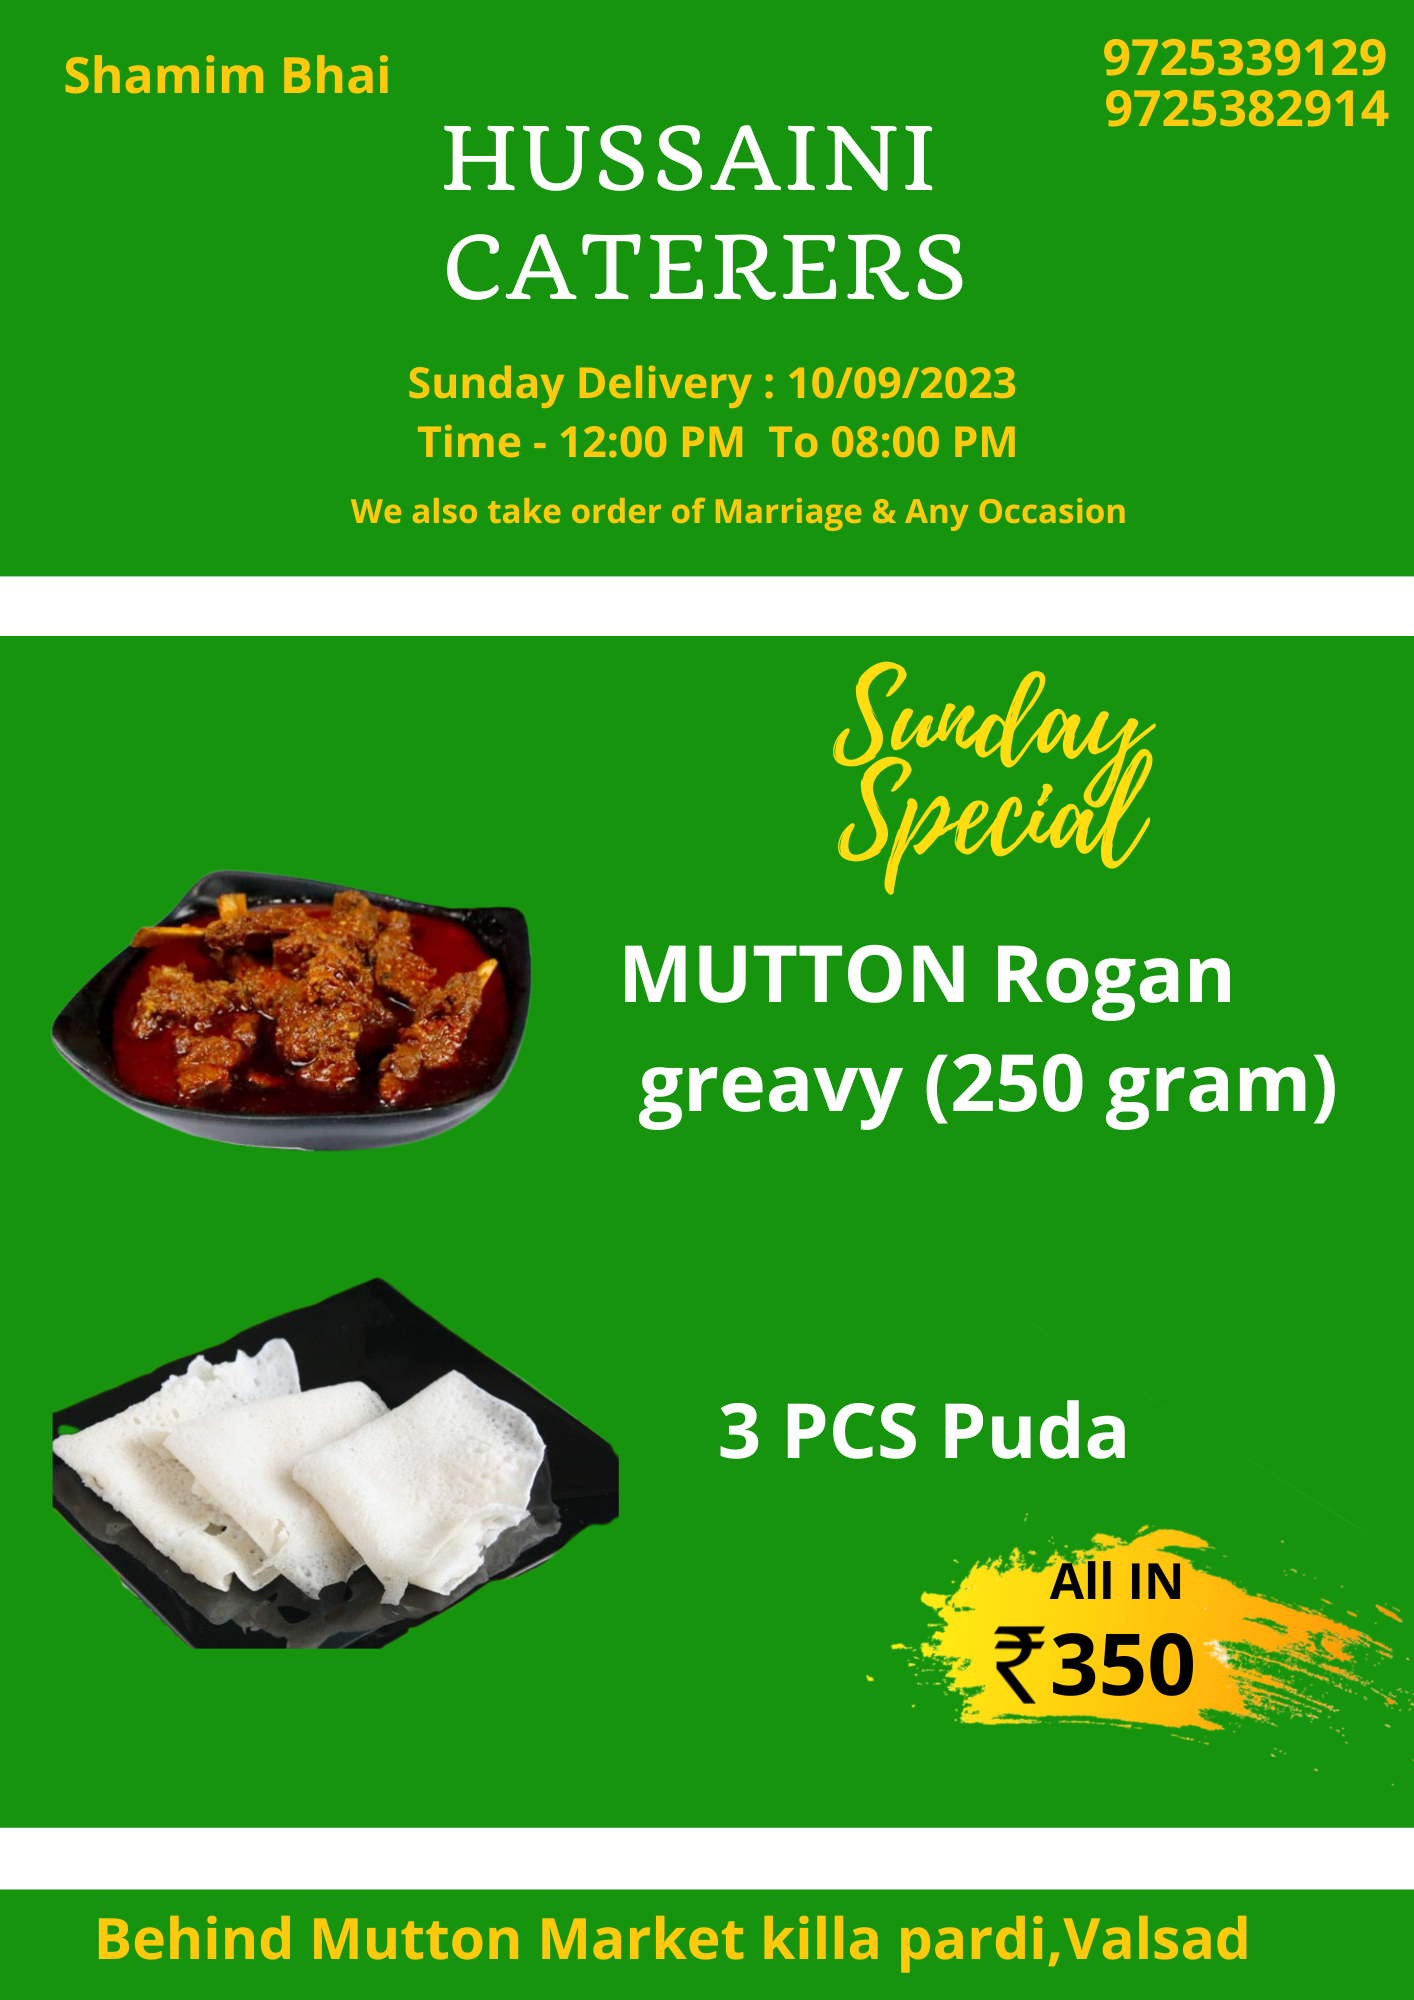 Shamim Bhai
9725339129
9725382914
HUSSAINI
CATERERS
Sunday Delivery : 10/09/2023
Time - 12:00 PM  To 08:00 PM
We also take order of Marriage & Any Occasion
Sunday
Special
MUTTON Rogan
greavy (250 gram)
3 PCS Puda
All IN
₹350
Behind Mutton Market killa pardi,Valsad